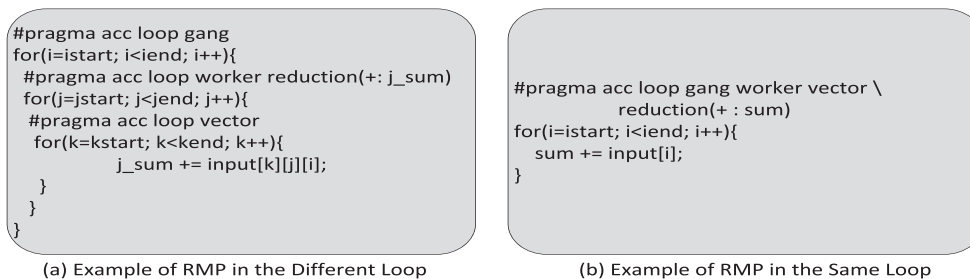 #pragma acc loop gang
for(i=istart; i<iend; i++){
#pragma acc loop worker reduction(+: j_sum)
for(j=jstart; j<jend; j++){
#pragma acc loop vector
for(k=kstart; k<kend; k++){
j_sum += input[k][j][i];
}
}
}
(a) Example of RMP in the Different Loop
#pragma acc loop gang worker vector \
reduction(+ : sum)
for(i=istart; i<iend; i++){
sum += input[i];
}
(b) Example of RMP in the Same Loop